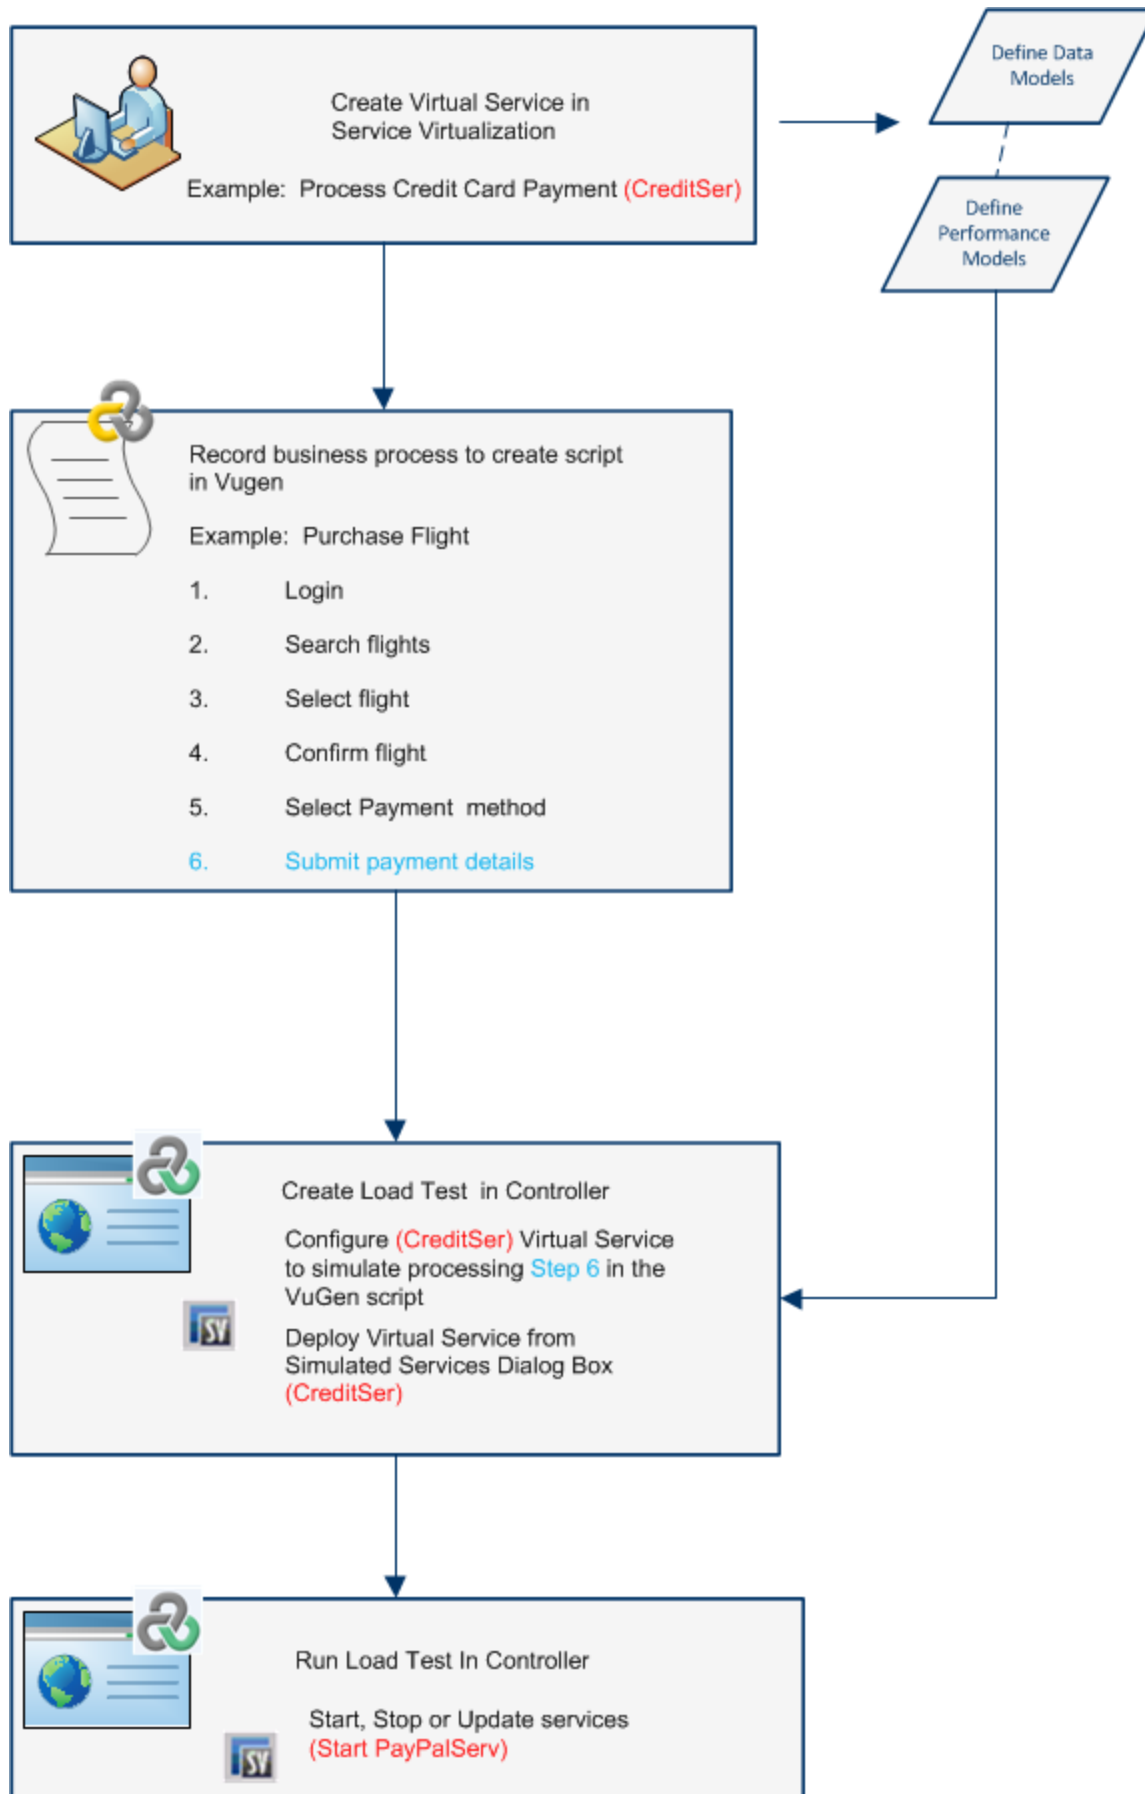 Create Virtual Service in
Service Virtualization
Example: Process Credit Card Payment (CreditSer)
Define Data
Models
Define
Performance
Models
Record business process to create script
in Vugen
Example: Purchase Flight
1. Login
2. Search flights
3. Select flight
4. Confirm flight
5. Select Payment method
6. Submit payment details
Create Load Test in Controller
Configure (CreditSer) Virtual Service
to simulate processing Step 6 in the
VuGen script
SV
Deploy Virtual Service from
Simulated Services Dialog Box
(CreditSer)
Run Load Test In Controller
Start, Stop or Update services
(Start PayPalServ)
SV